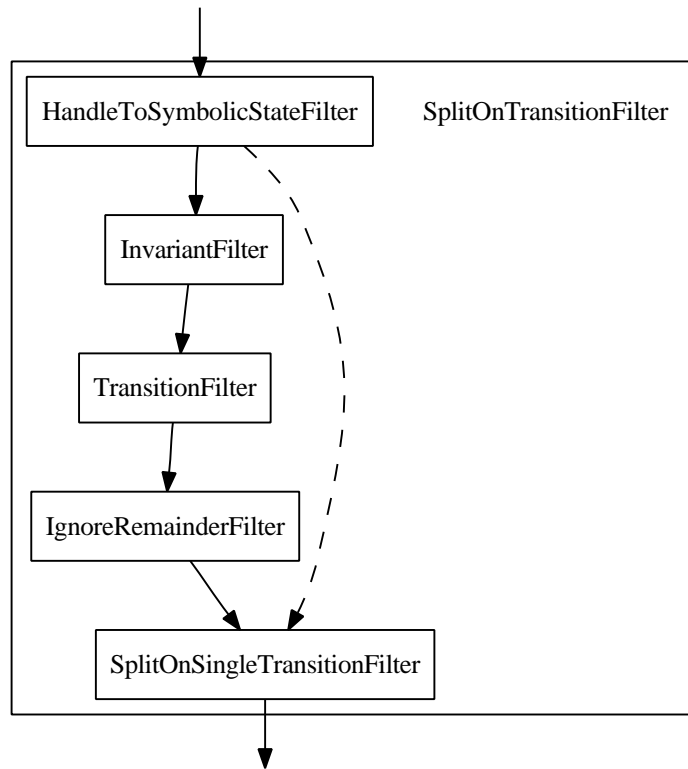 HandleToSymbolicStateFilter
SplitOnTransitionFilter
InvariantFilter
TransitionFilter
IgnoreRemainderFilter
SplitOnSingleTransitionFilter